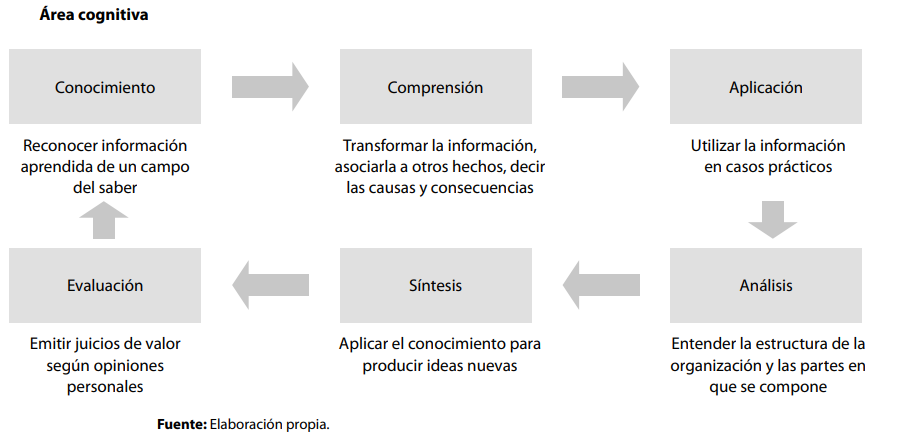 Área cognitiva
Conocimiento
Reconocer información
aprendida de un campo
del saber
Comprensión
Transformar la información,
asociarla a otros hechos, decir
las causas y consecuencias
Aplicación
Utilizar la información
en casos prácticos
Análisis
Entender la estructura de la
organización y las partes en
que se compone
Síntesis
Aplicar el conocimiento para
producir ideas nuevas
Evaluación
Emitir juicios de valor
según opiniones
personales
Fuente: Elaboración propia.